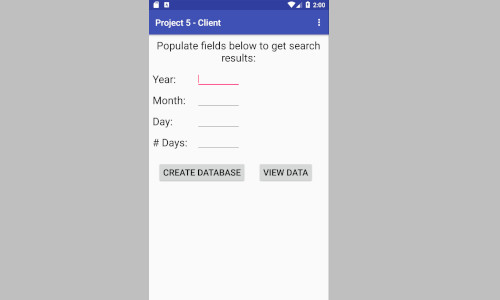 2:00
Project 5 - Client
Populate fields below to get search
results:
Year:
Month:
Day:
# Days:
CREATE DATABASE VIEW DATA